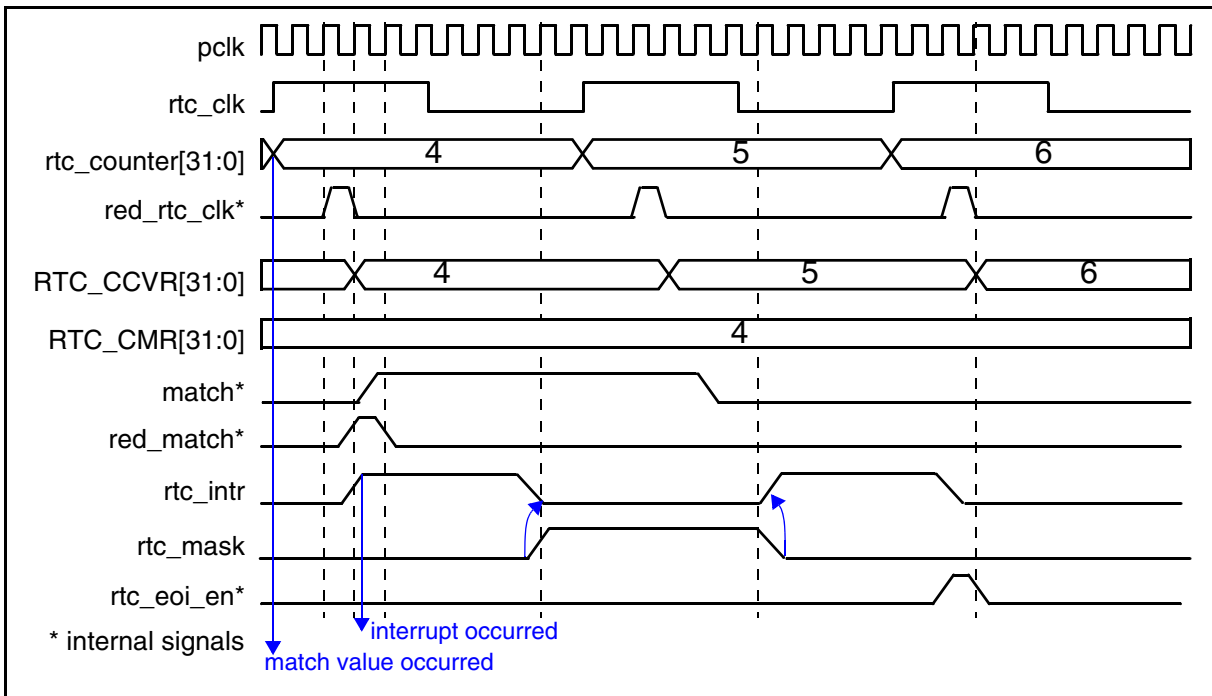 pclk
rtc_clk
rtc_counter[31:0] 4 5 6
red_rtc_clk*
RTC_CCVR[31:0] 4 5 6
RTC_CMR[31:0] 4
match*
red_match*
rtc_intr
rtc_mask
rtc_eoi_en*
* internal signals
interrupt occurred
match value occurred